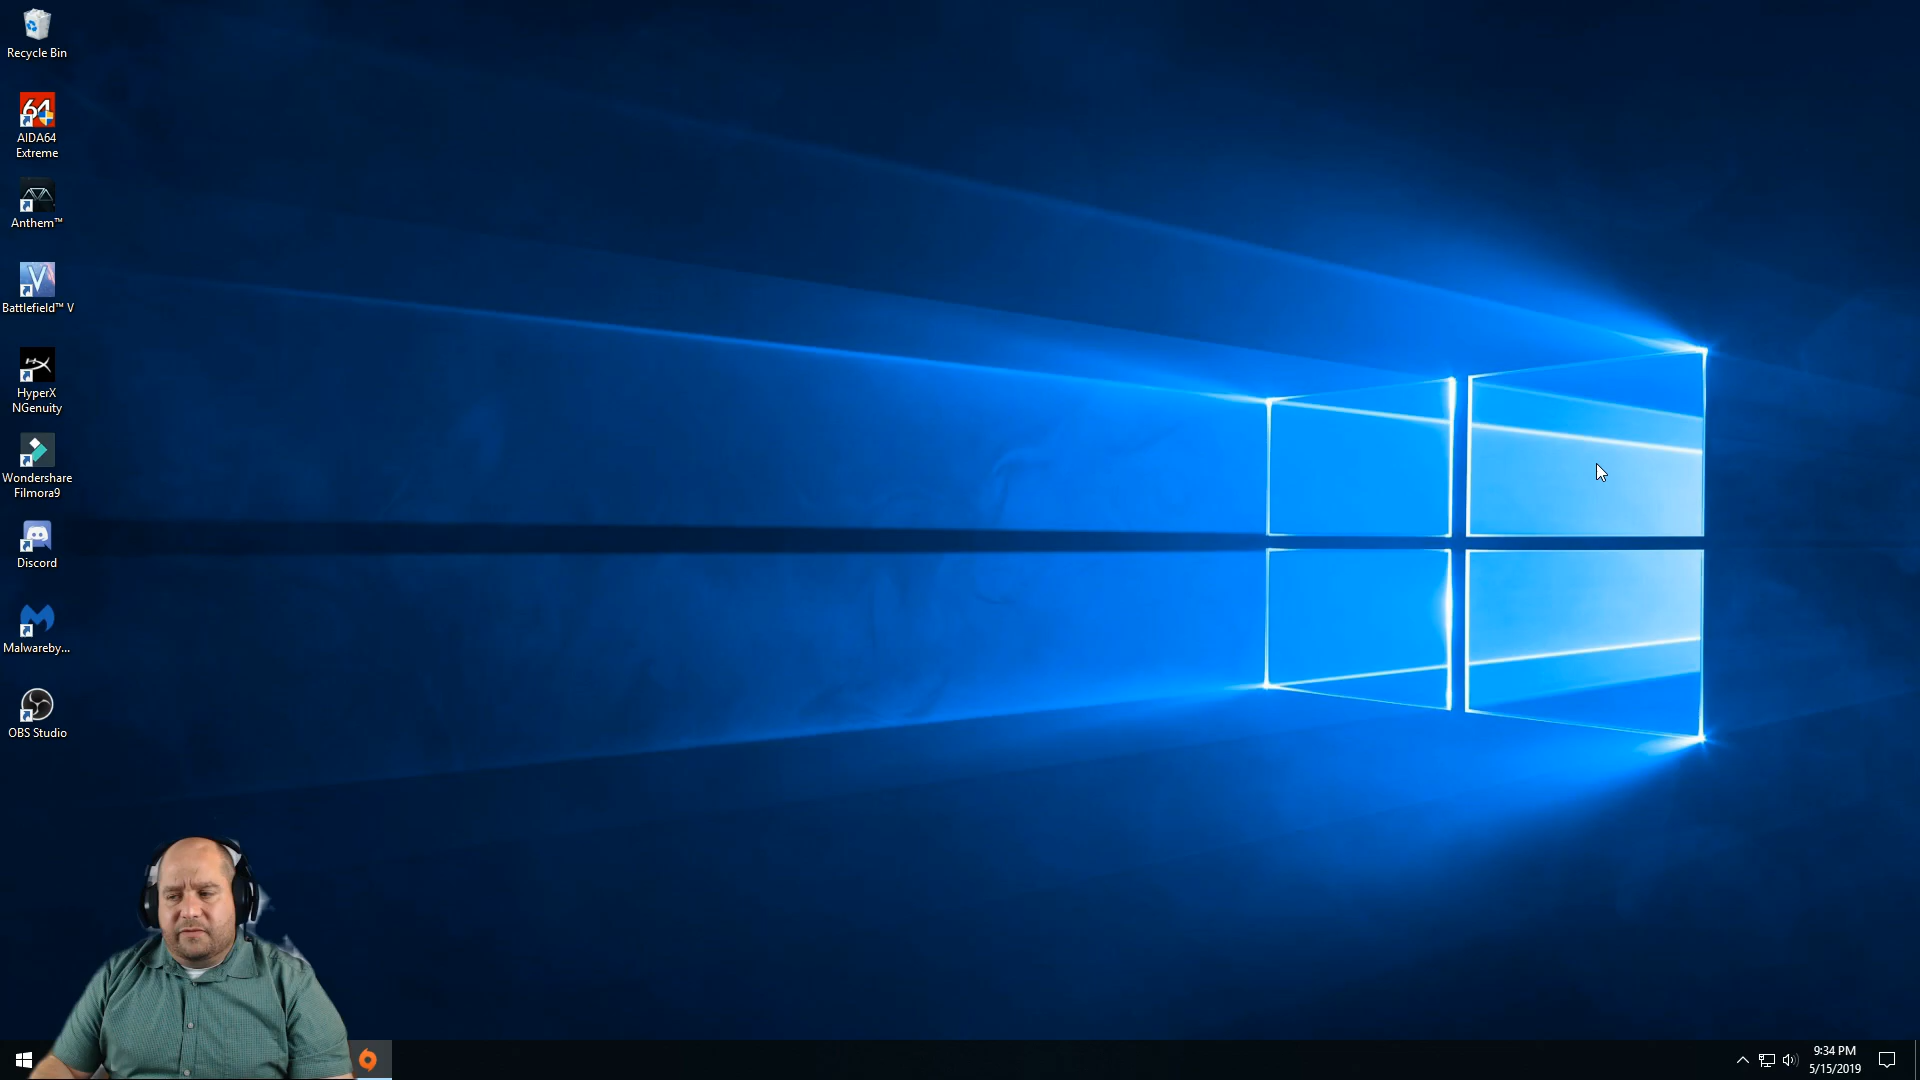 Recycle Bin
64
AIDA64
Extreme
Anthem™
V
Battlefield™ V
HyperX
NGenuity
Wondershare
Filmora9
Discord
Malwareby...
OBS Studio
9:34 PM
5/15/2019